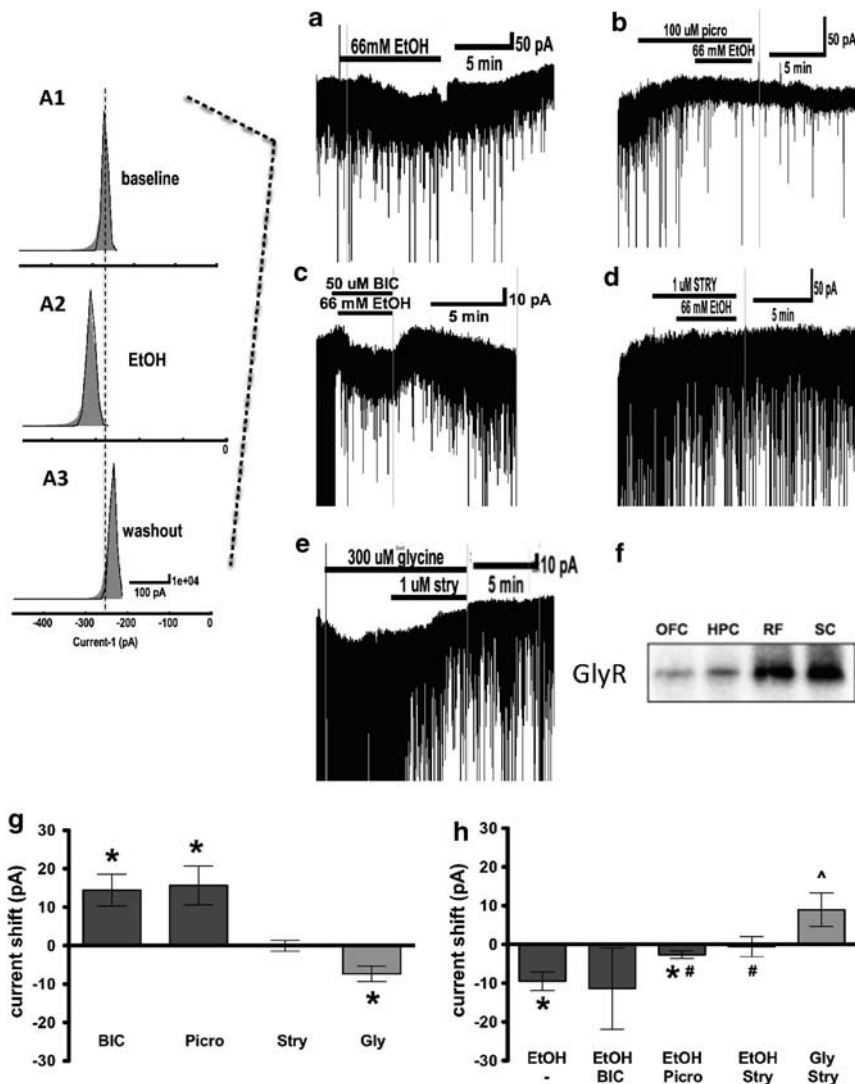 A1
baseline
A2
EtOH
0
A3
washout
1e+04
100 pA
-400 -300 -200 -100 0
Current-1 (pA)
a
66mM EtOH
50 pA
5 min
b
100 uM picro
66 mM EtOH
50 pA
5 min
c
50 uM BIC
66 mM EtOH
10 pA
5 min
d
1 uM STRY
66 mM EtOH
50 pA
5 min
e
300 uM glycine
1 uM stry
10 pA
5 min
f
OFC HPC RF SC
GlyR
g
current shift (pA)
30
20
10
0
-10
-20
-30
* * *
BIC Picro Stry Gly
h
current shift (pA)
30
20
10
0
-10
-20
-30
* *# # ^
EtOH EtOH EtOH EtOH Gly
- BIC Picro Stry Stry